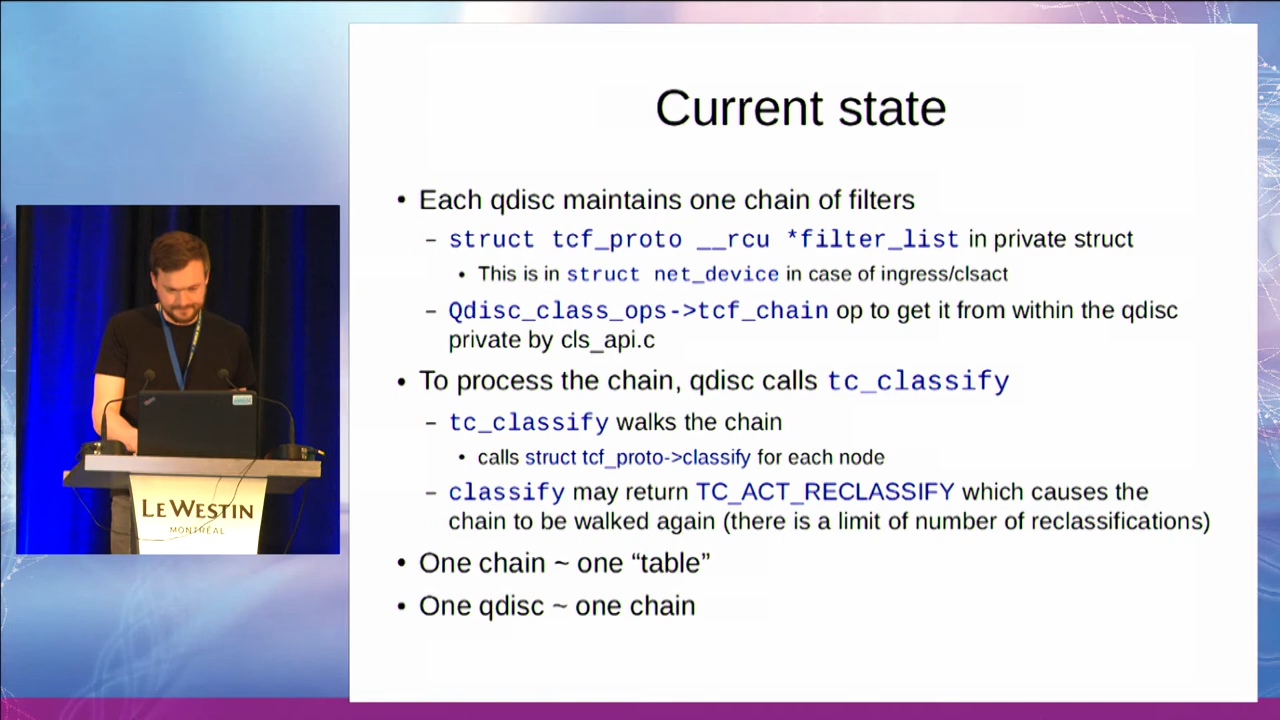 Current state
• Each qdisc maintains one chain of filters
– struct tcf_proto __rcu *filter_list in private struct
• This is in struct net_device in case of ingress/clsact
– Qdisc_class_ops->tcf_chain op to get it from within the qdisc
private by cls_api.c
• To process the chain, qdisc calls tc_classify
– tc_classify walks the chain
• calls struct tcf_proto->classify for each node
– classify may return TC_ACT_RECLASSIFY which causes the
chain to be walked again (there is a limit of number of reclassifications)
• One chain ~ one “table”
• One qdisc ~ one chain
LE WESTIN
MONTRÉAL